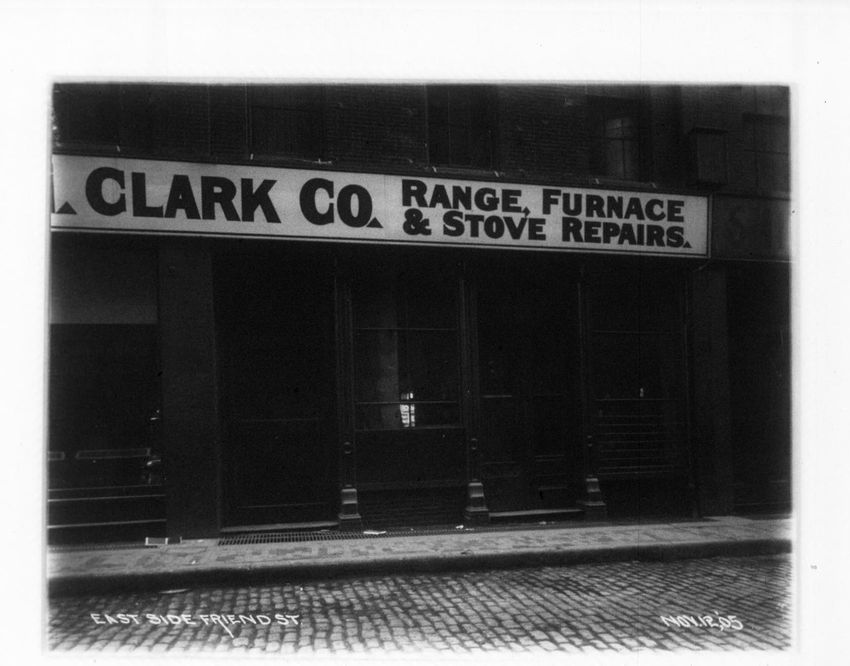 . CLARK CO. RANGE, FURNACE
& STOVE REPAIRS.
EAST SIDE FRIEND ST.
NOV. 12, '05